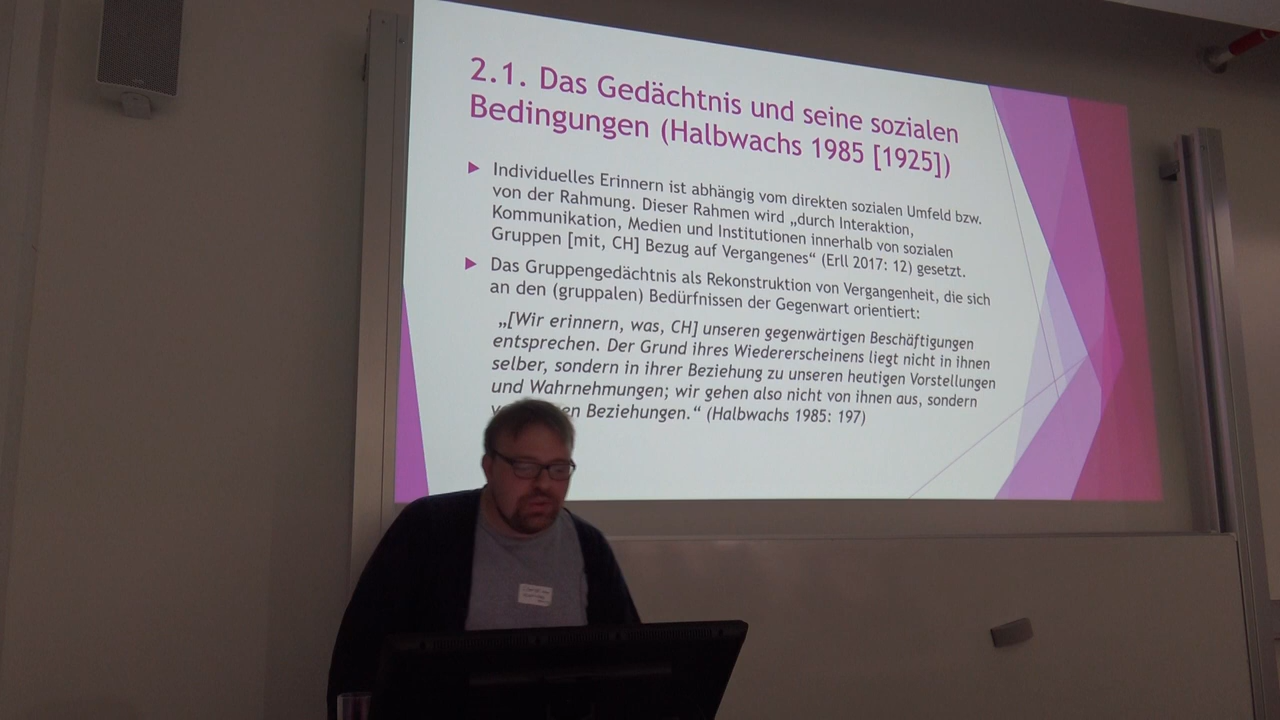 2.1. Das Gedächtnis und seine sozialen
Bedingungen (Halbwachs 1985 [1925])
Individuelles Erinnern ist abhängig vom direkten sozialen Umfeld bzw.
von der Rahmung. Dieser Rahmen wird „durch Interaktion,
Kommunikation, Medien und Institutionen innerhalb von sozialen
Gruppen [mit, CH] Bezug auf Vergangenes“ (Erll 2017: 12) gesetzt.
Das Gruppengedächtnis als Rekonstruktion von Vergangenheit, die sich
an den (gruppalen) Bedürfnissen der Gegenwart orientiert:
„[Wir erinnern, was, CH] unseren gegenwärtigen Beschäftigungen
entsprechen. Der Grund ihres Wiedererscheinens liegt nicht in ihnen
selber, sondern in ihrer Beziehung zu unseren heutigen Vorstellungen
und Wahrnehmungen; wir gehen also nicht von ihnen aus, sondern
Beziehungen.“ (Halbwachs 1985: 197)